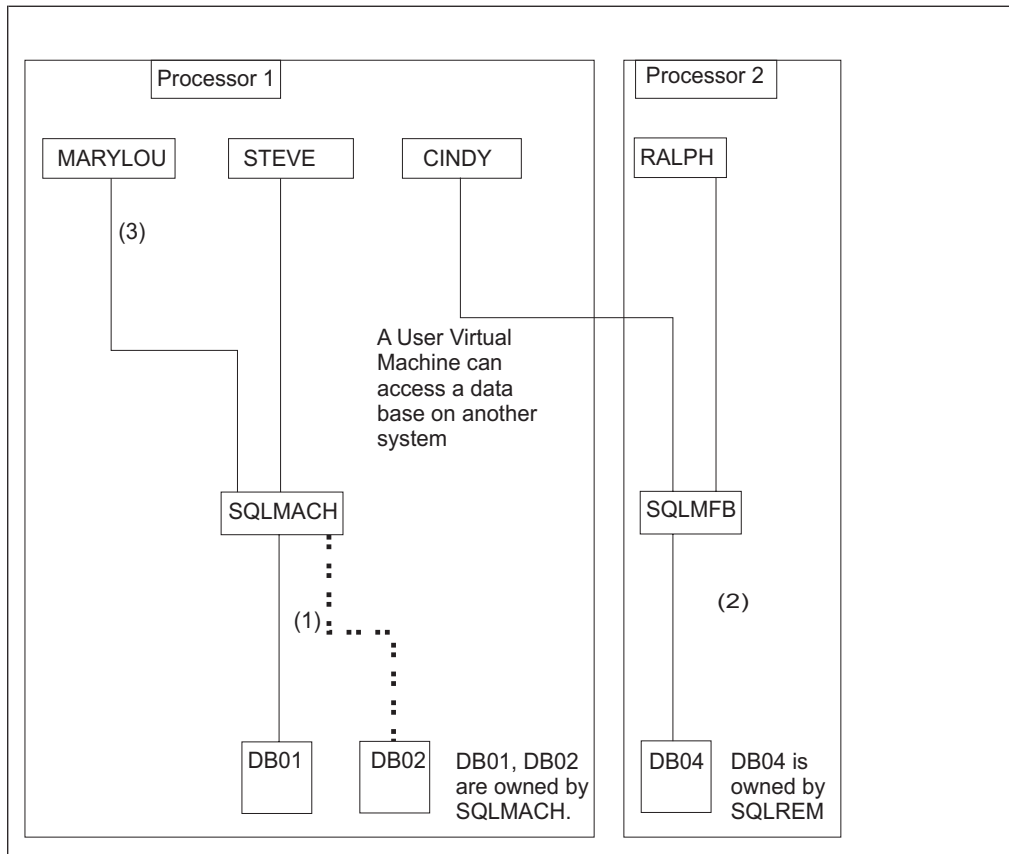 Processor 1
Processor 2
MARYLOU
STEVE
CINDY
RALPH
(3)
A User Virtual
Machine can
access a data
base on another
system
SQLMACH
SQLMFB
(1)
(2)
DB01
DB02
DB01, DB02
are owned by
SQLMACH.
DB04
DB04 is
owned by
SQLREM